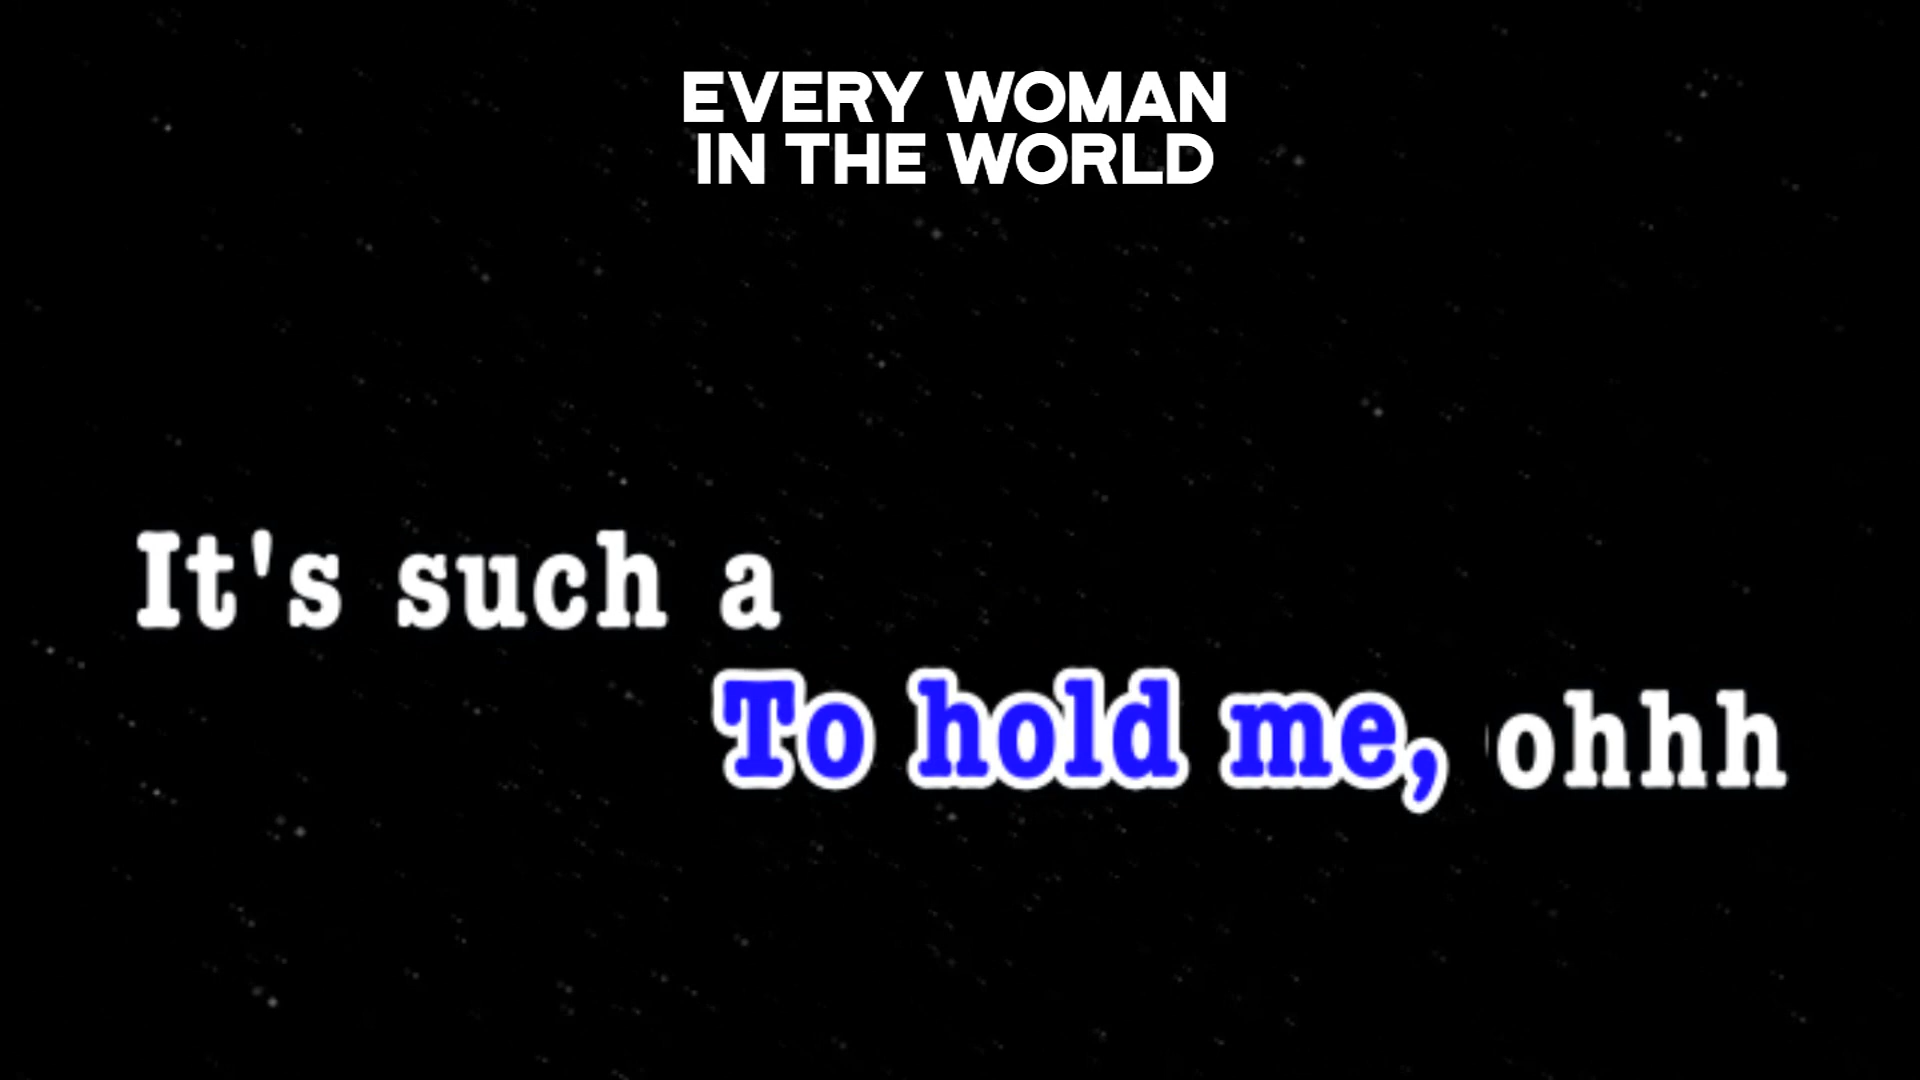 EVERY WOMAN
IN THE WORLD
It's such a
To hold me, ohhh